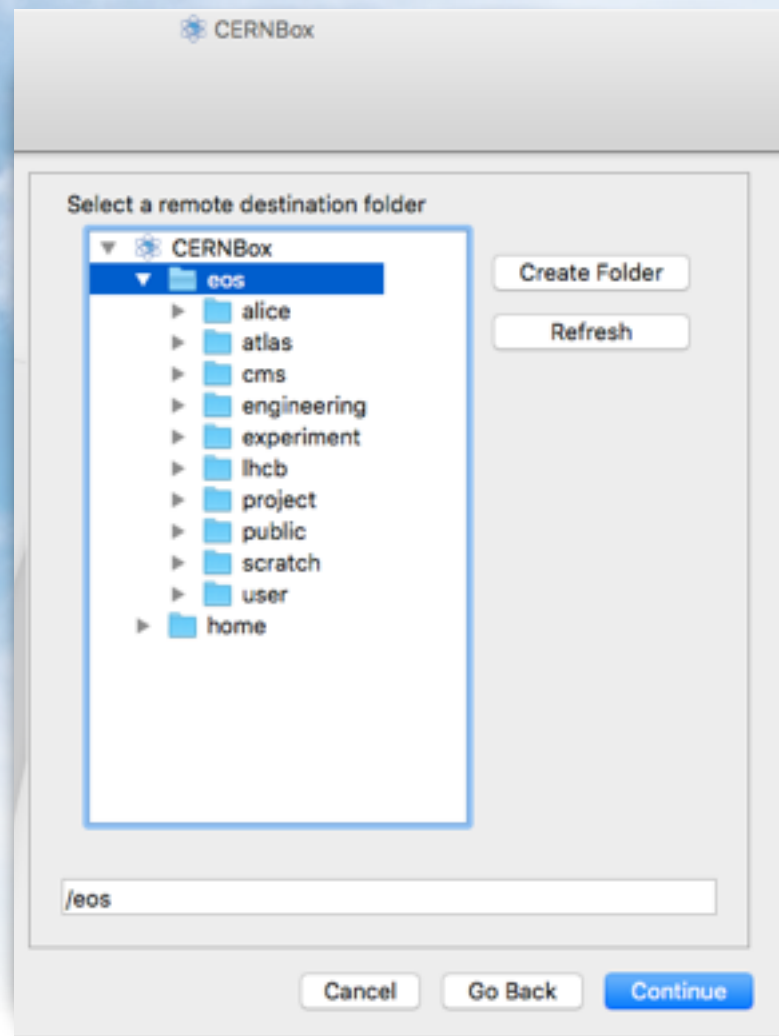 CERNBox
Select a remote destination folder
CERNBox
eos
alice
atlas
cms
engineering
experiment
lhcb
project
public
scratch
user
home
Create Folder
Refresh
/eos
Cancel Go Back Continue